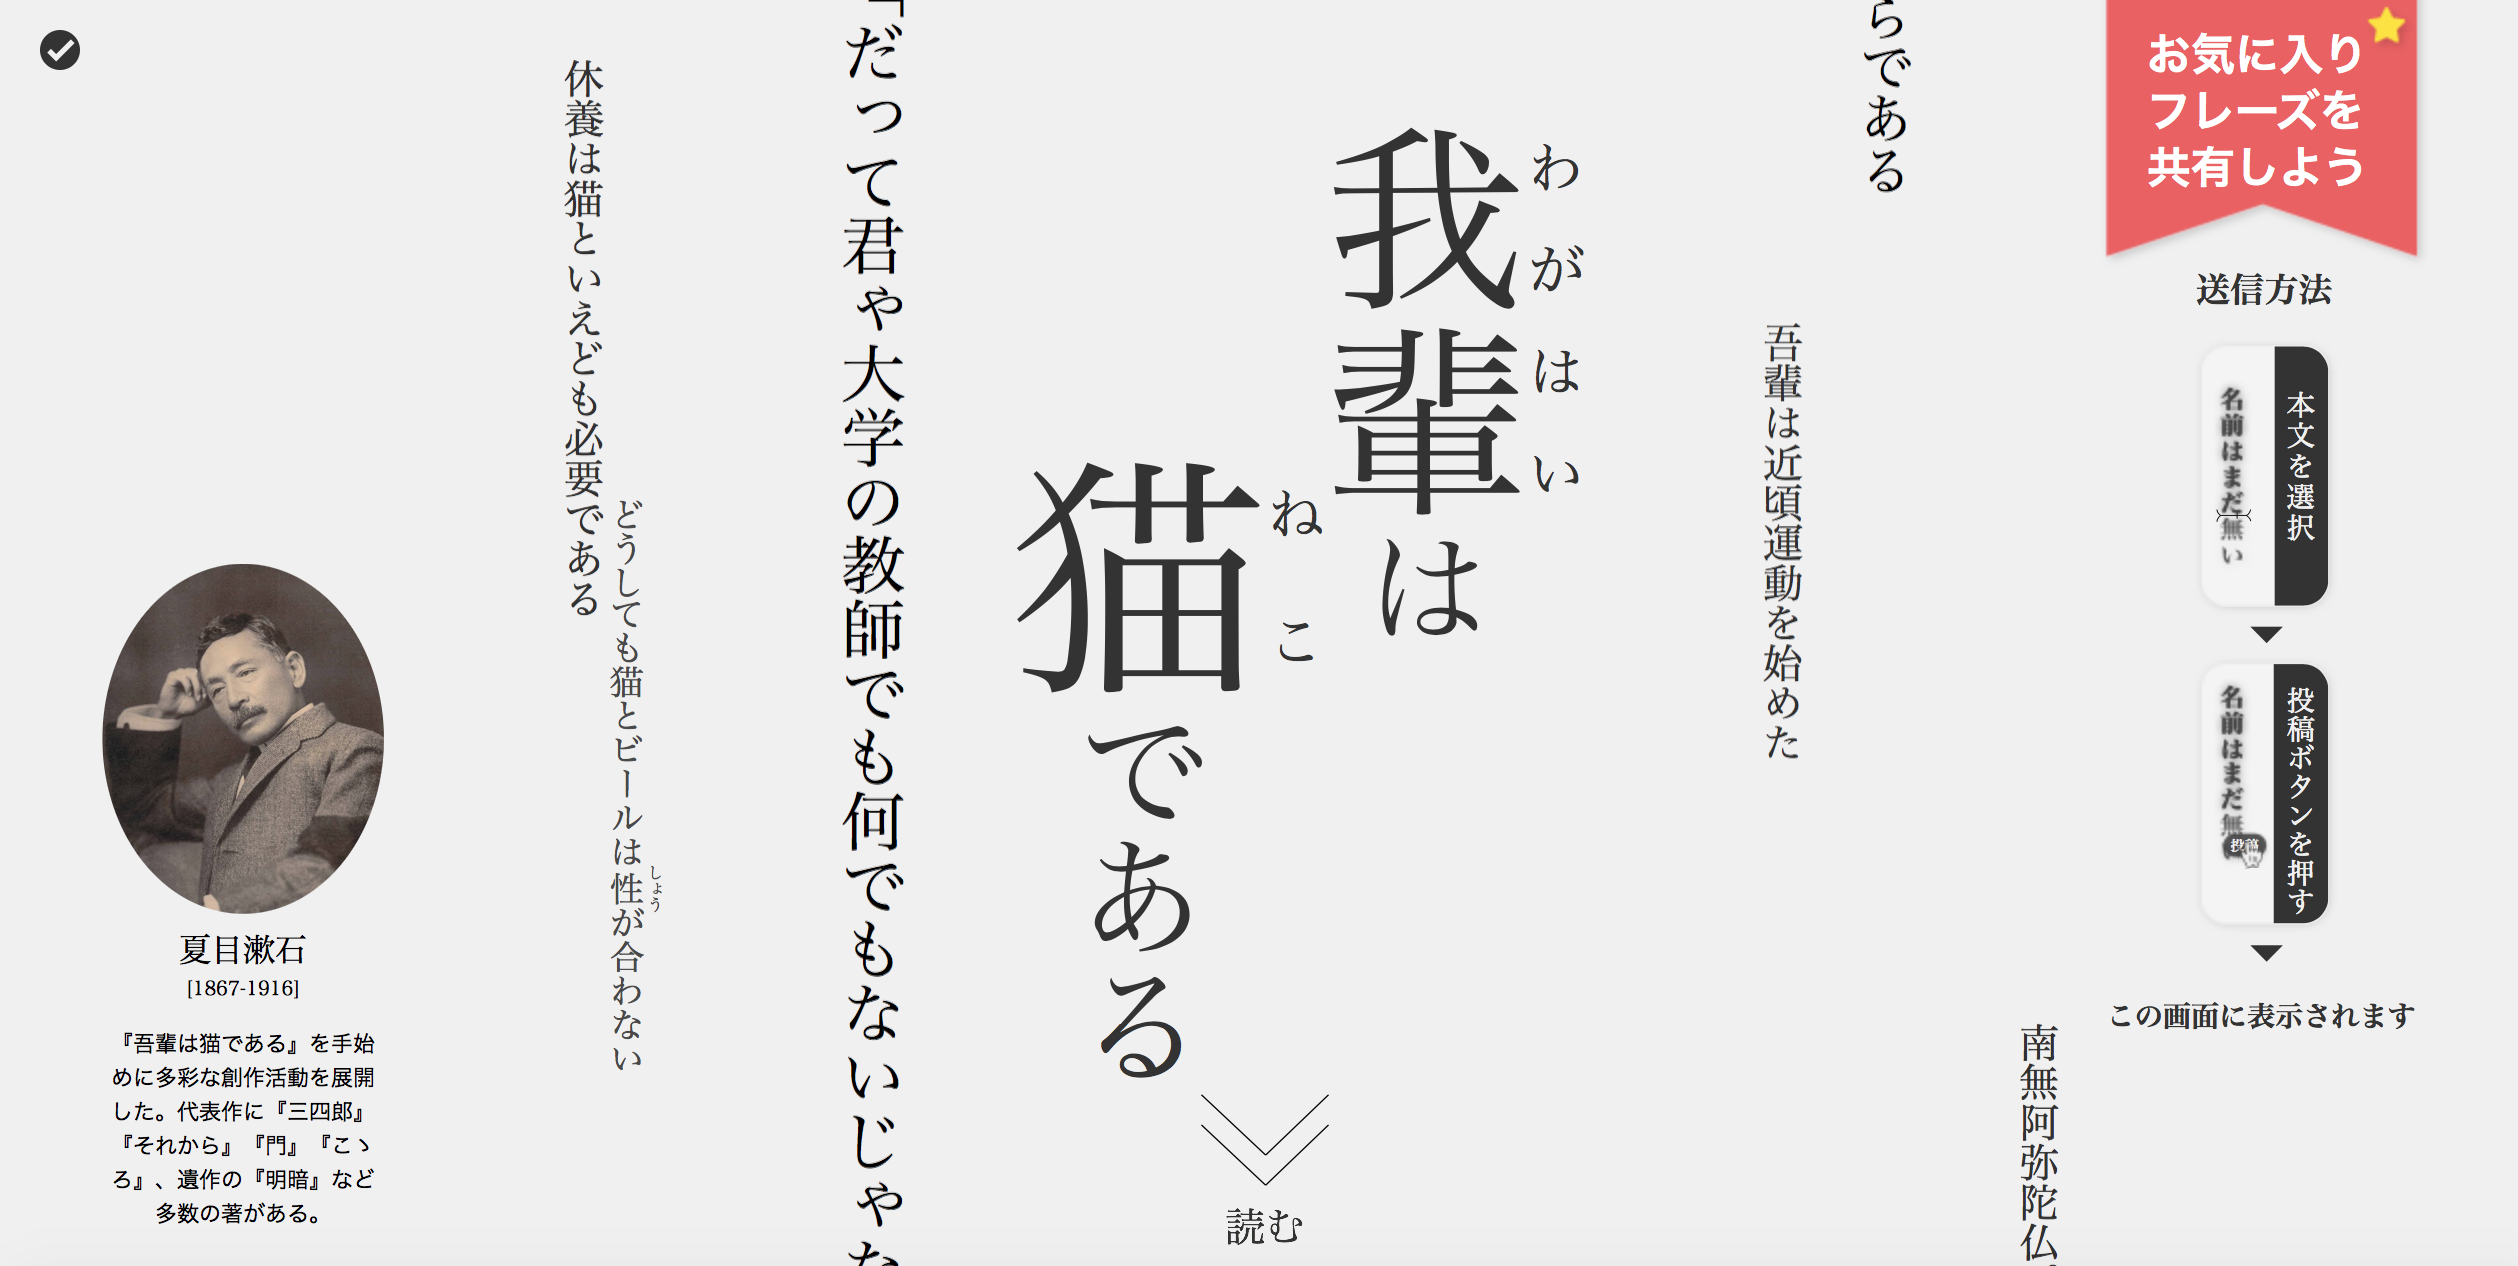 お気に入り
フレーズを
共有しよう
送信方法
本文を選択
名前はまだ無い
投稿ボタンを押す
名前はまだ無
投稿
この画面に表示されます
南無阿弥陀仏
らである
吾輩は近頃運動を始めた
わがはい
我輩は
ねこ
猫である
読む
「だって君ゃ大学の教師でも何でもないじゃな
しょう
どうしても猫とビールは性が合わない
休養は猫といえども必要である
夏目漱石
[1867-1916]
『吾輩は猫である』を手始
めに多彩な創作活動を展開
した。代表作に『三四郎』
『それから』『門』『こゝ
ろ』、遺作の『明暗』など
多数の著がある。